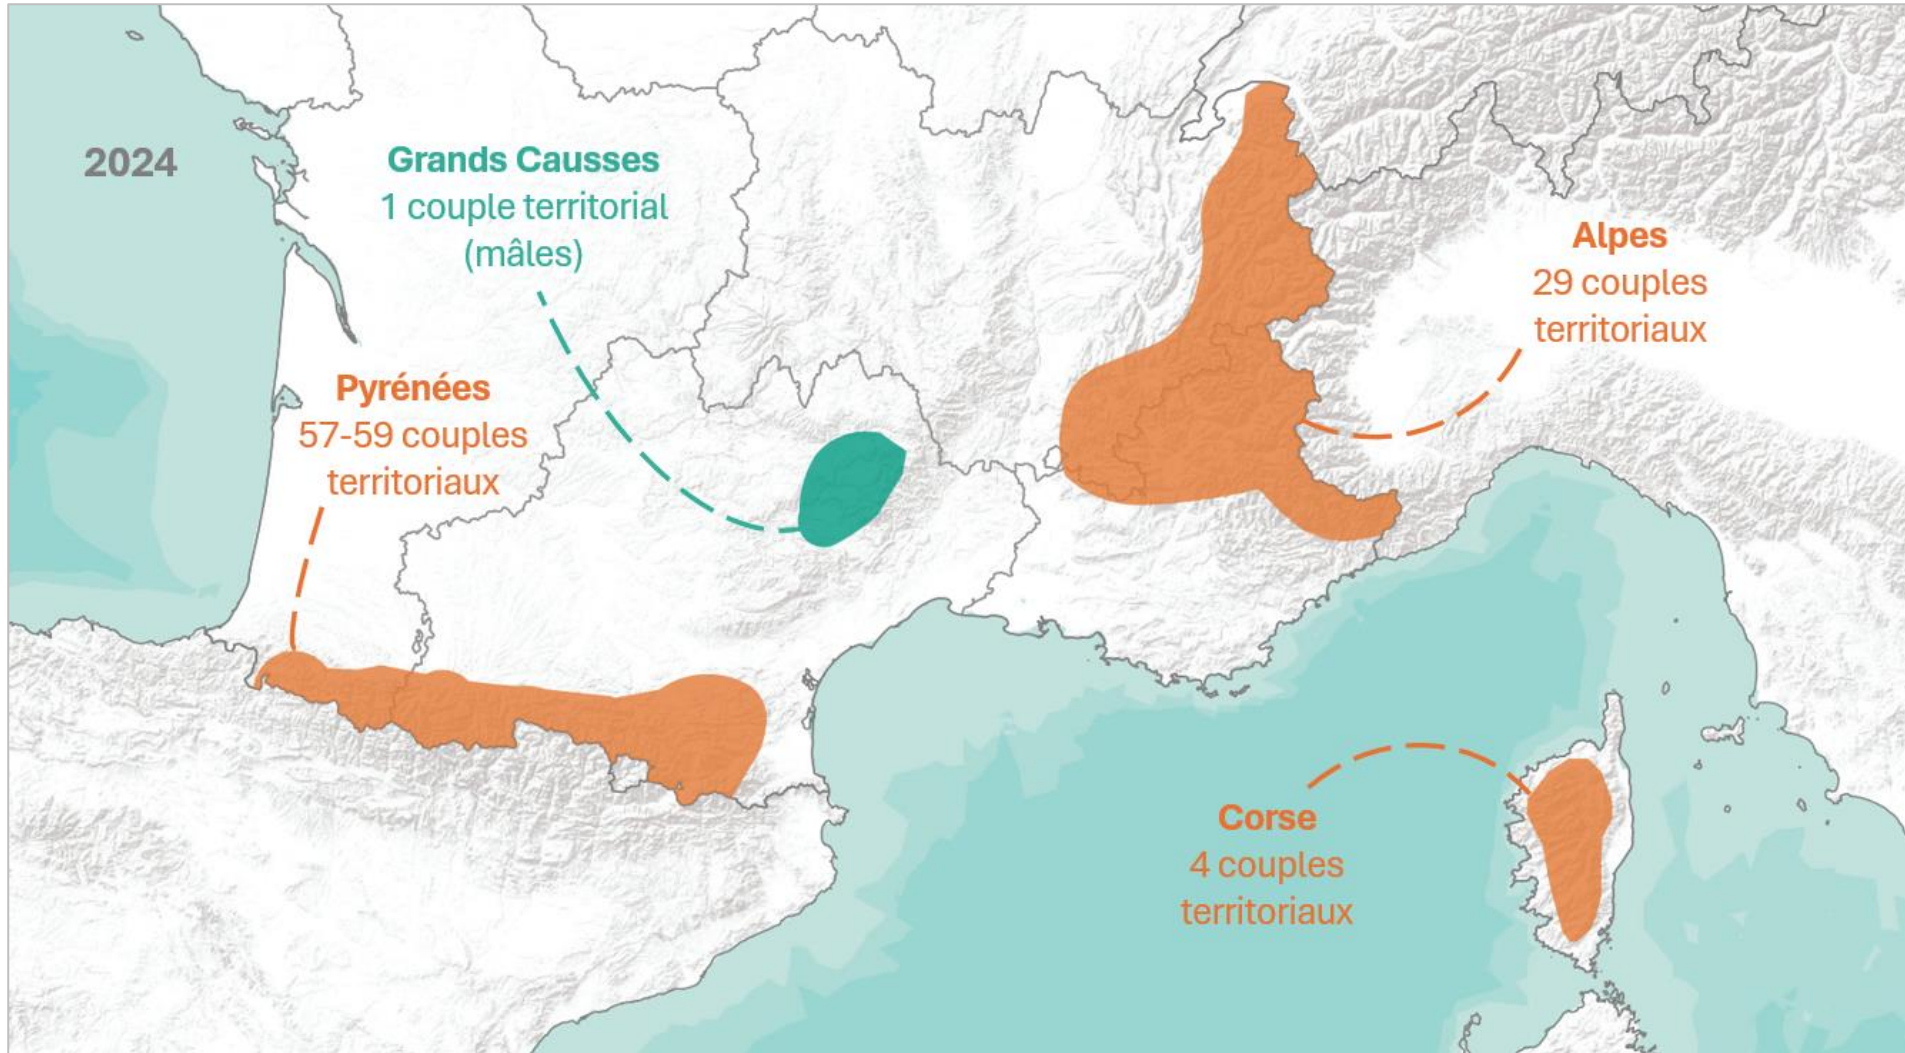 2024
Grands Causses
1 couple territorial
(mâles)
Alpes
29 couples
territoriaux
Pyrénées
57-59 couples
territoriaux
Corse
4 couples
territoriaux